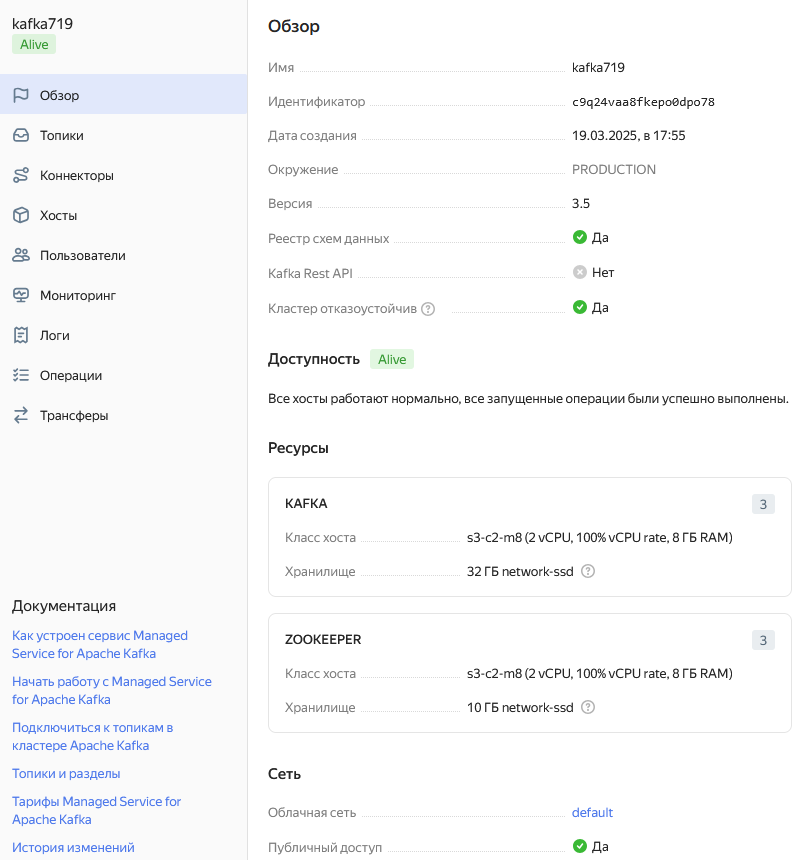 kafka719
Alive
Обзор
Топики
Коннекторы
Хосты
Пользователи
Мониторинг
Логи
Операции
Трансферы
Документация
Как устроен сервис Managed
Service for Apache Kafka
Начать работу с Managed Service
for Apache Kafka
Подключиться к топикам в
кластере Apache Kafka
Топики и разделы
Тарифы Managed Service for
Apache Kafka
История изменений
Обзор
Имя kafka719
Идентификатор c9q24vaa8fkepo0dpo78
Дата создания 19.03.2025, в 17:55
Окружение PRODUCTION
Версия 3.5
Реестр схем данных Да
Kafka Rest API Нет
Кластер отказоустойчив Да
Доступность Alive
Все хосты работают нормально, все запущенные операции были успешно выполнены.
Ресурсы
KAFKA 3
Класс хоста s3-c2-m8 (2 vCPU, 100% vCPU rate, 8 ГБ RAM)
Хранилище 32 ГБ network-ssd
ZOOKEEPER 3
Класс хоста s3-c2-m8 (2 vCPU, 100% vCPU rate, 8 ГБ RAM)
Хранилище 10 ГБ network-ssd
Сеть
Облачная сеть default
Публичный доступ Да